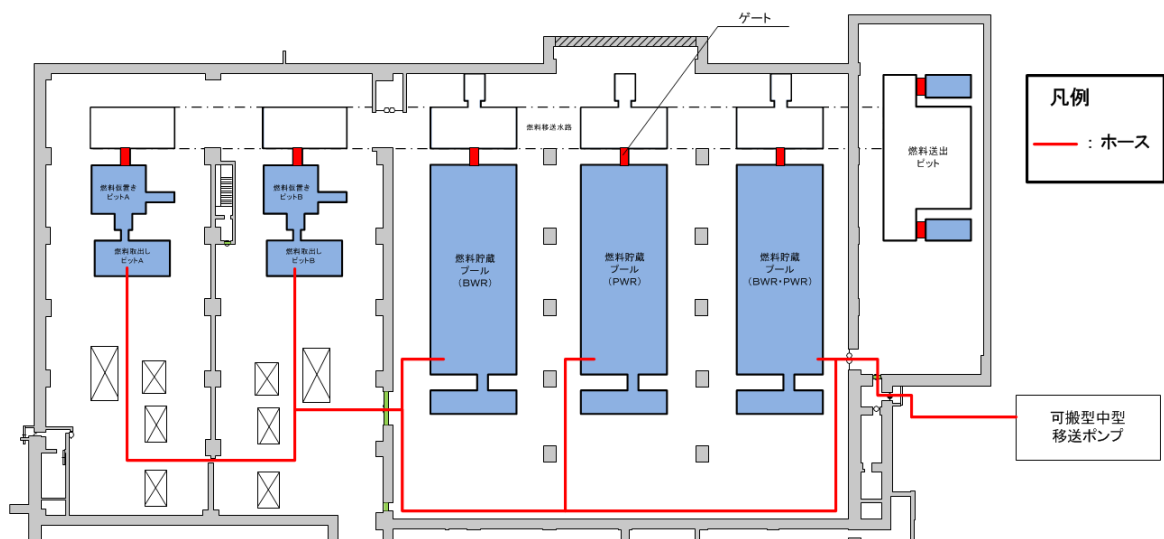 ゲート
凡例
: ホース
燃料移送水路
燃料送出
ピット
燃料仮置き
ピットA
燃料仮置き
ピットB
燃料取出し
ピットA
燃料取出し
ピットB
燃料貯蔵
プール
(BWR)
燃料貯蔵
プール
(PWR)
燃料貯蔵
プール
(BWR・PWR)
可搬型中型
移送ポンプ